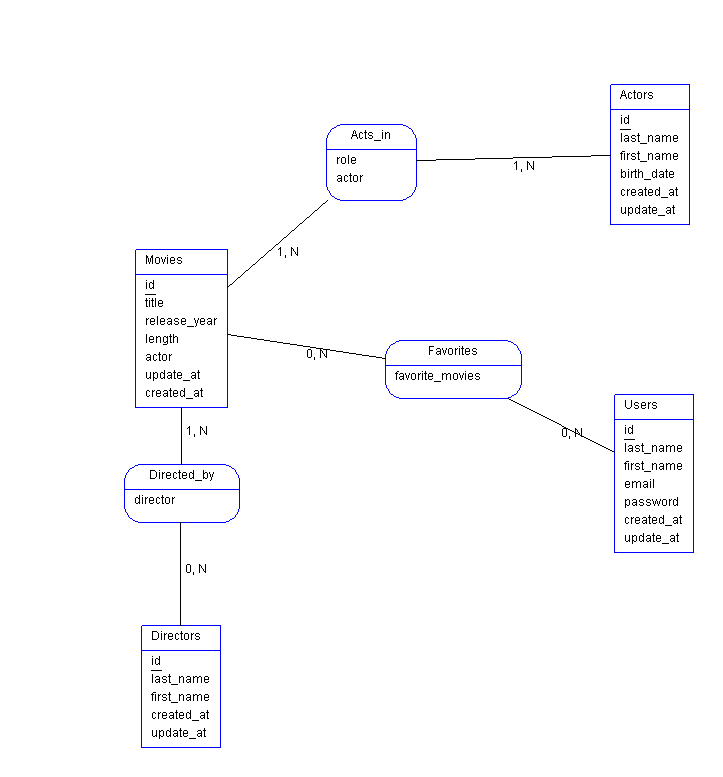 Actors
id
last_name
first_name
birth_date
created_at
update_at
Acts_in
role
actor
1, N
1, N
Movies
id
title
release_year
length
actor
update_at
created_at
0, N
Favorites
favorite_movies
0, N
Users
id
last_name
first_name
email
password
created_at
update_at
1, N
Directed_by
director
0, N
Directors
id
last_name
first_name
created_at
update_at